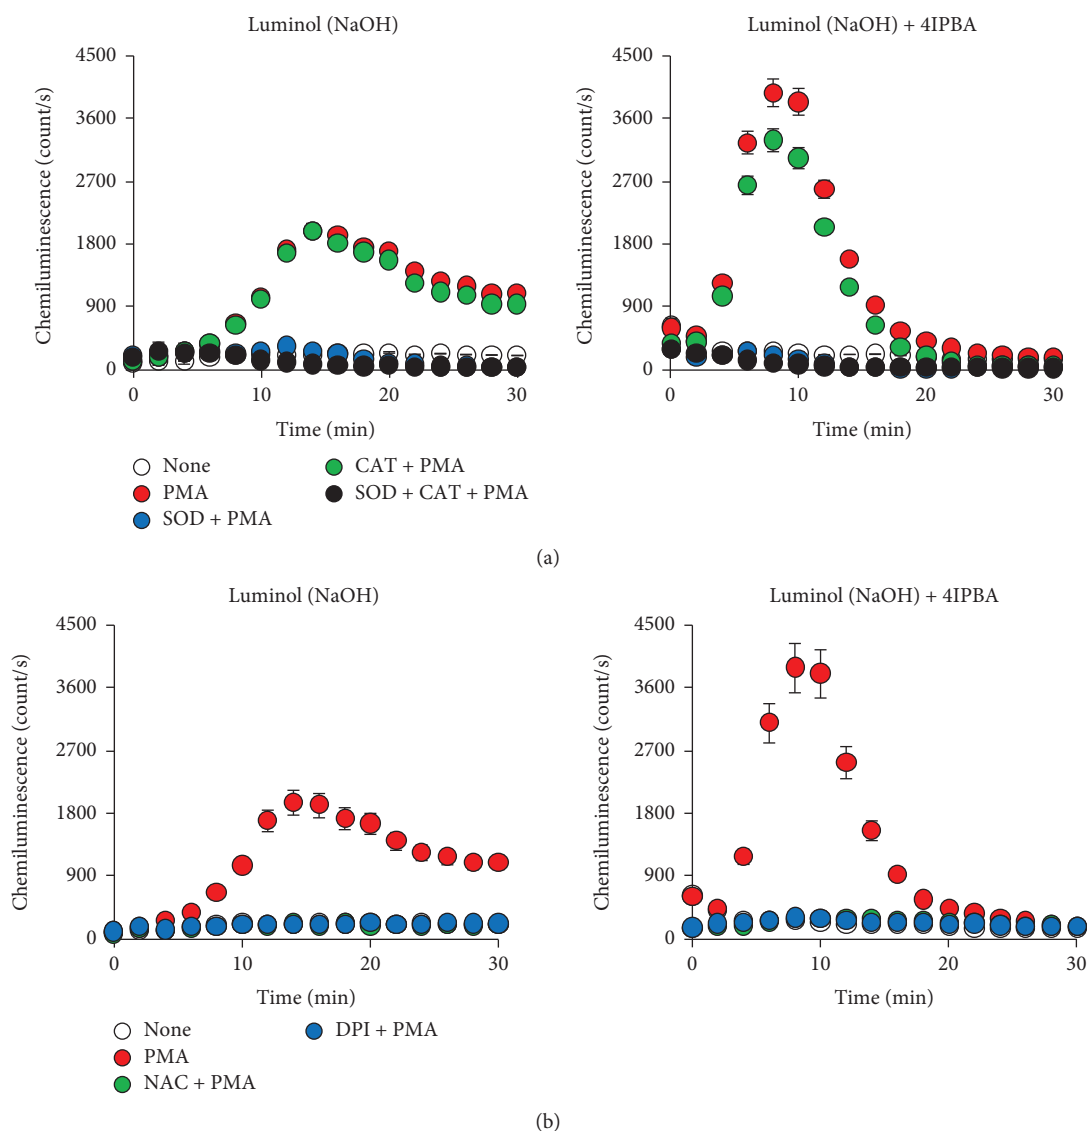 Luminol (NaOH)
4500
3600
2700
1800
900
0
Chemiluminescence (count/s)
0 10 20 30
Time (min)
Luminol (NaOH) + 4IPBA
4500
3600
2700
1800
900
0
Chemiluminescence (count/s)
0 10 20 30
Time (min)
None
PMA
SOD + PMA
CAT + PMA
SOD + CAT + PMA
(a)
Luminol (NaOH)
4500
3600
2700
1800
900
0
Chemiluminescence (count/s)
0 10 20 30
Time (min)
Luminol (NaOH) + 4IPBA
4500
3600
2700
1800
900
0
Chemiluminescence (count/s)
0 10 20 30
Time (min)
None
PMA
NAC + PMA
DPI + PMA
(b)